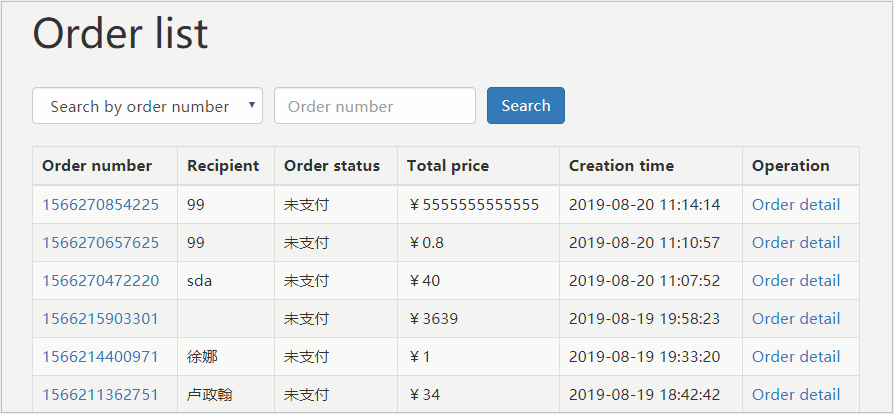 Order list
Search by order number Order number Search
Order number Recipient Order status Total price Creation time Operation
1566270854225 99 未支付 ￥5555555555555 2019-08-20 11:14:14 Order detail
1566270657625 99 未支付 ￥0.8 2019-08-20 11:10:57 Order detail
1566270472220 sda 未支付 ￥40 2019-08-20 11:07:52 Order detail
1566215903301 未支付 ￥3639 2019-08-19 19:58:23 Order detail
1566214400971 徐娜 未支付 ￥1 2019-08-19 19:33:20 Order detail
1566211362751 卢政翰 未支付 ￥34 2019-08-19 18:42:42 Order detail